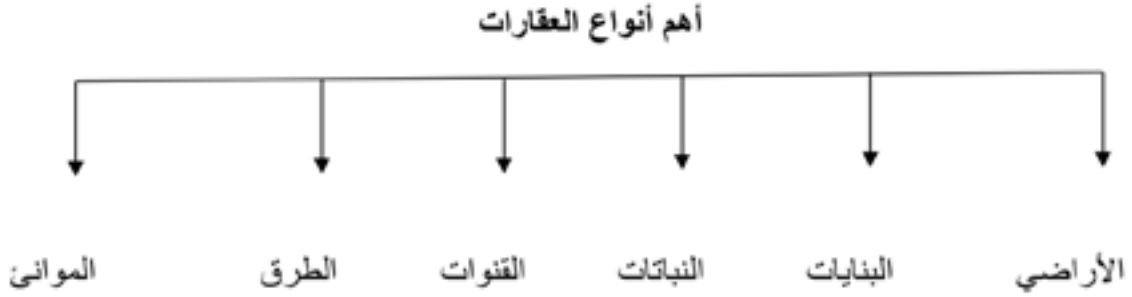 أهم أنواع العقارات
الأراضي البنايات النباتات القنوات الطرق الموانئ